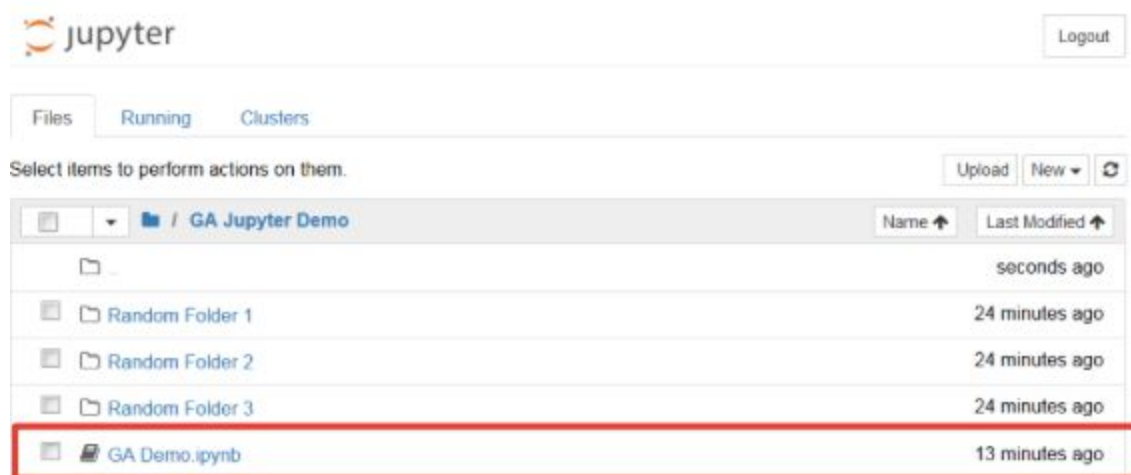 jupyter
Logout
Files Running Clusters
Select items to perform actions on them.
Upload New
/ GA Jupyter Demo Name Last Modified
.. seconds ago
Random Folder 1 24 minutes ago
Random Folder 2 24 minutes ago
Random Folder 3 24 minutes ago
GA Demo.ipynb 13 minutes ago